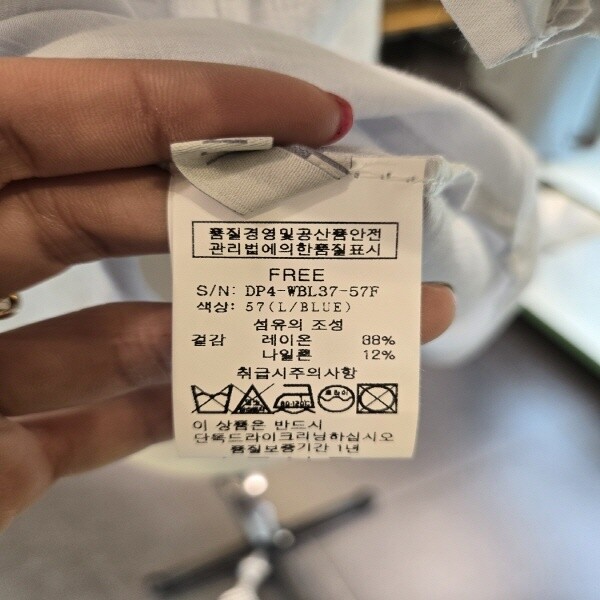 품질경영및공산품안전
관리법에의한품질표시
FREE
S/N: DP4-WBL37-57F
색상: 57(L/BLUE)
섬유의 조성
겉감 레이온 88%
나일론 12%
취급시주의사항
드라이
이 상품은 반드시
단독드라이크리닝하십시오
품질보증기간 1년